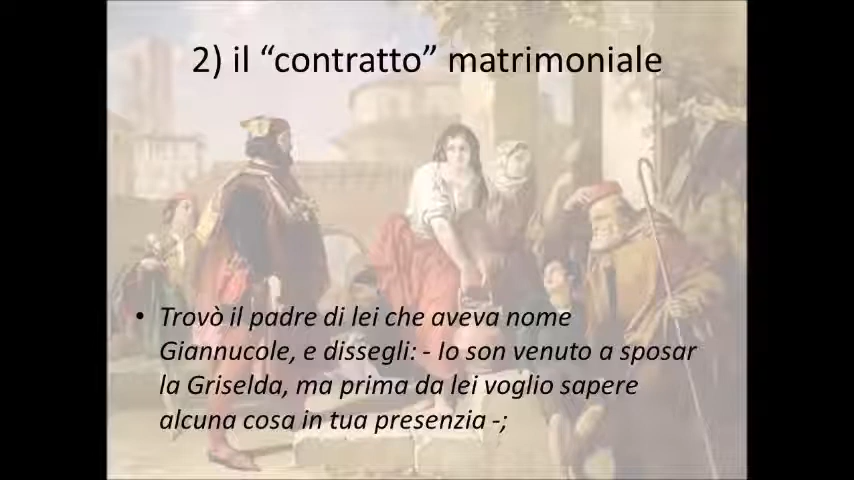 2) il “contratto” matrimoniale
• Trovò il padre di lei che aveva nome
Giannucole, e dissegli: - Io son venuto a sposar
la Griselda, ma prima da lei voglio sapere
alcuna cosa in tua presenzia -;